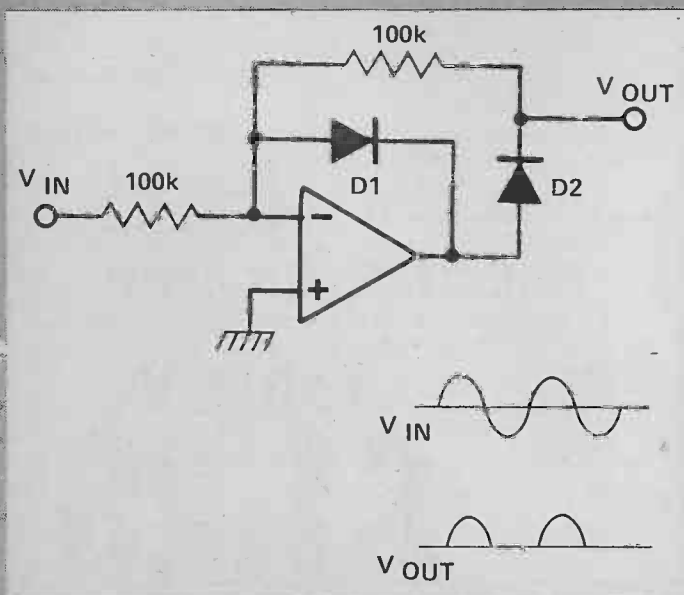 100k
V OUT
V IN
100k
D1
D2
−
+
V IN
V OUT